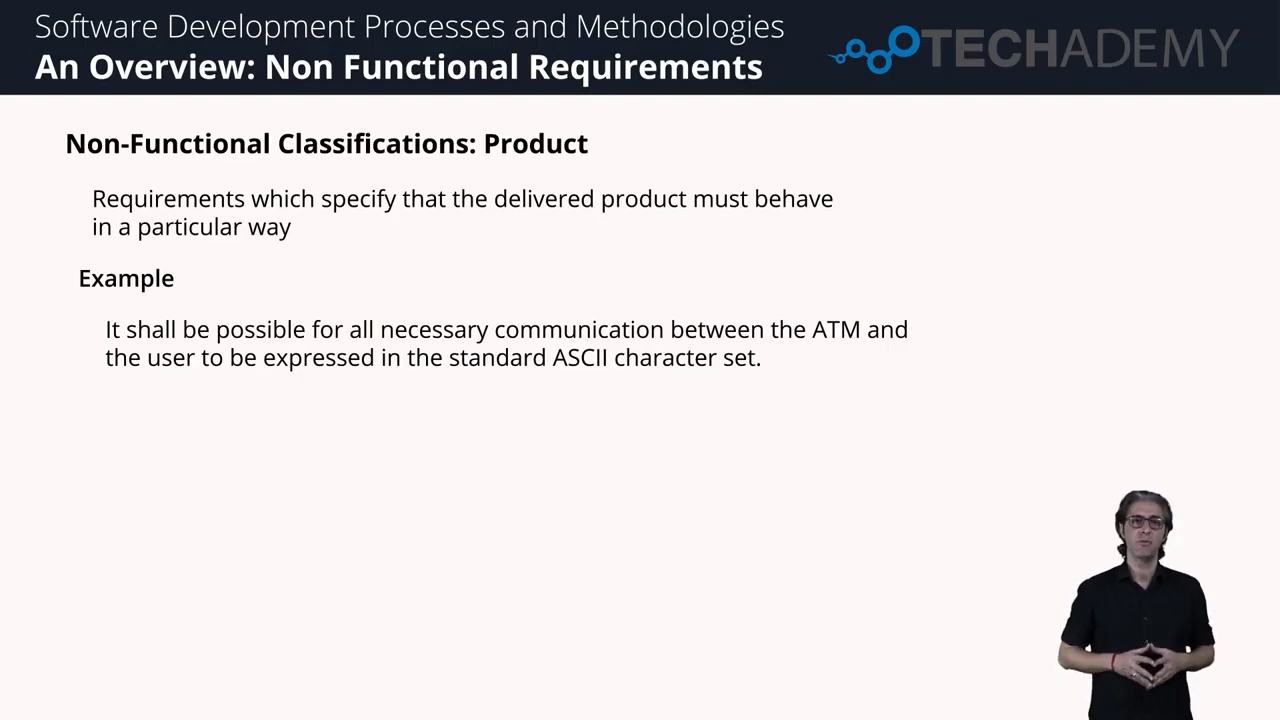 Software Development Processes and Methodologies
An Overview: Non Functional Requirements
TECHADEMY
Non-Functional Classifications: Product
Requirements which specify that the delivered product must behave
in a particular way
Example
It shall be possible for all necessary communication between the ATM and
the user to be expressed in the standard ASCII character set.